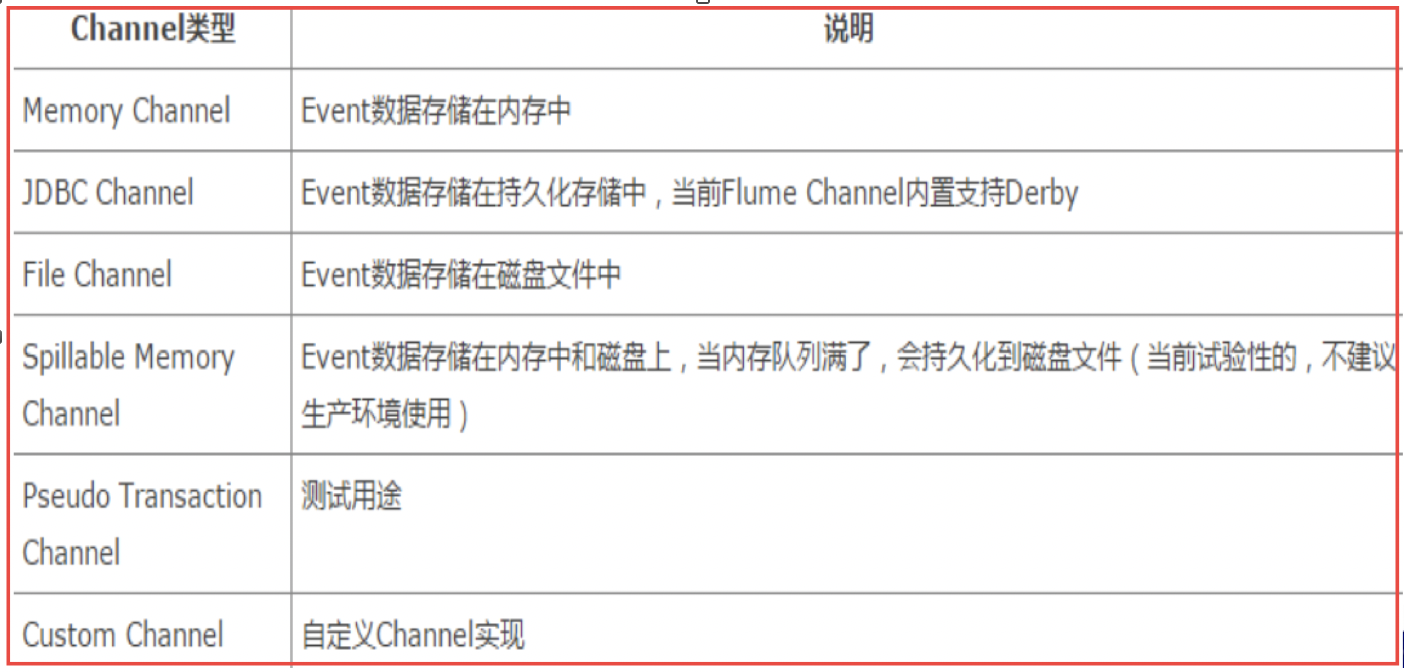 Channel类型 说明
Memory Channel Event数据存储在内存中
JDBC Channel Event数据存储在持久化存储中，当前Flume Channel内置支持Derby
File Channel Event数据存储在磁盘文件中
Spillable Memory Event数据存储在内存中和磁盘上，当内存队列满了，会持久化到磁盘文件（当前试验性的，不建议
Channel 生产环境使用）
Pseudo Transaction 测试用途
Channel
Custom Channel 自定义Channel实现